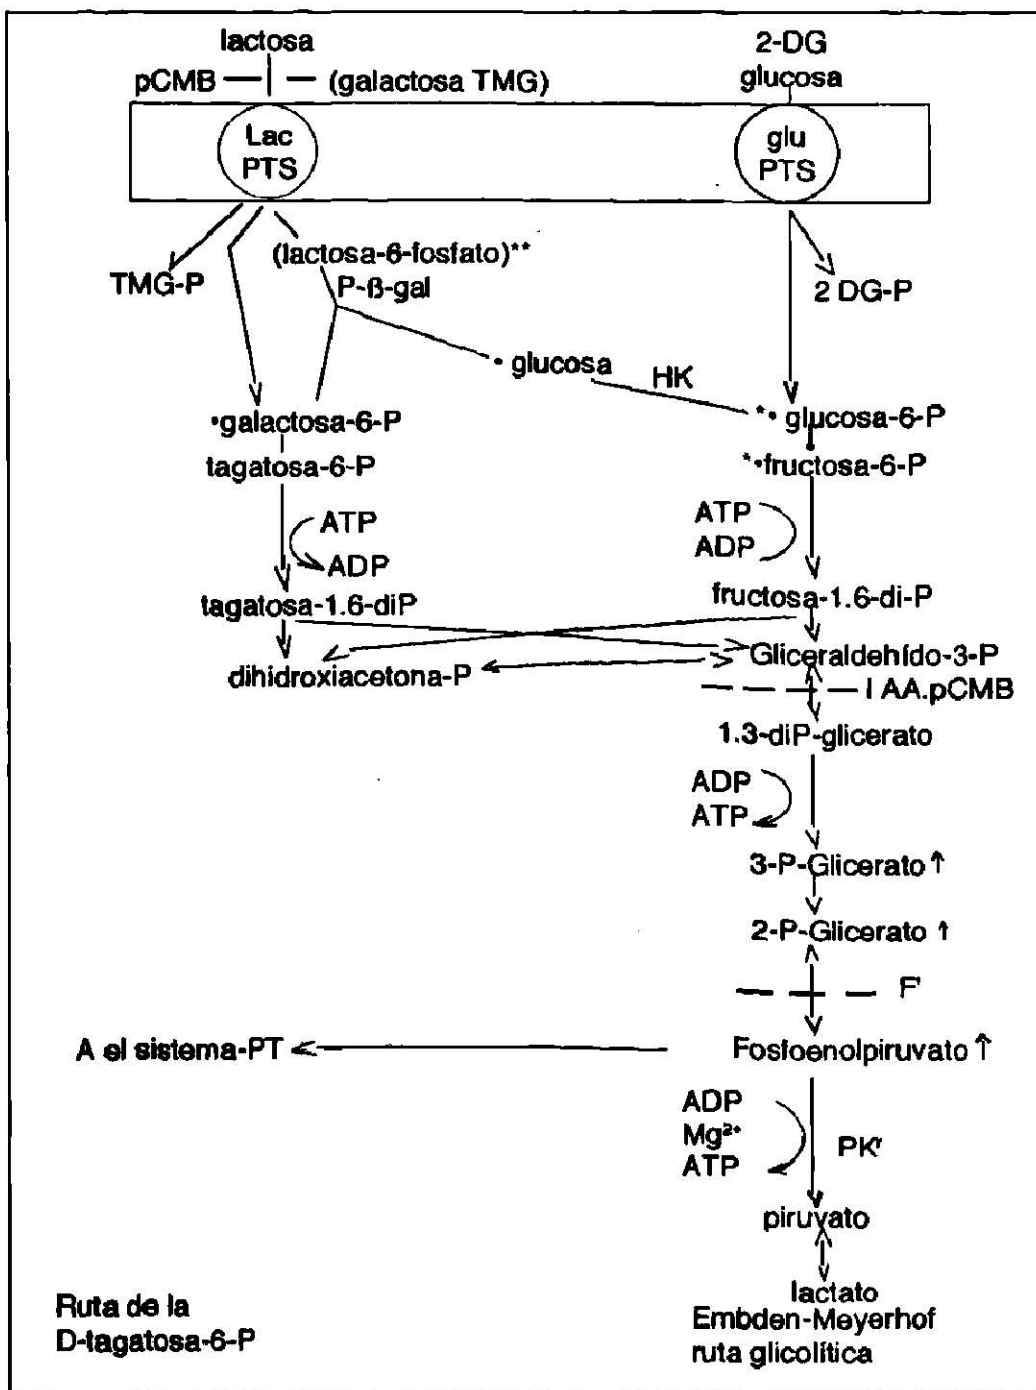 lactosa
pCMB
(galactosa TMG)
2-DG
glucosa
Lac
PTS
glu
PTS
TMG-P
(lactosa-6-fosfato)**
P-ß-gal
2 DG-P
• glucosa
HK
•galactosa-6-P
*• glucosa-6-P
tagatosa-6-P
*•fructosa-6-P
ATP
ADP
ATP
ADP
tagatosa-1.6-diP
fructosa-1.6-di-P
dihidroxiacetona-P
Gliceraldehído-3-P
I AA.pCMB
1.3-diP-glicerato
ADP
ATP
3-P-Glicerato↑
2-P-Glicerato ↑
F'
A el sistema-PT
Fosfoenolpiruvato↑
ADP
Mg²⁺
ATP
PK'
piruvato
lactato
Embden-Meyerhof
ruta glicolítica
Ruta de la
D-tagatosa-6-P